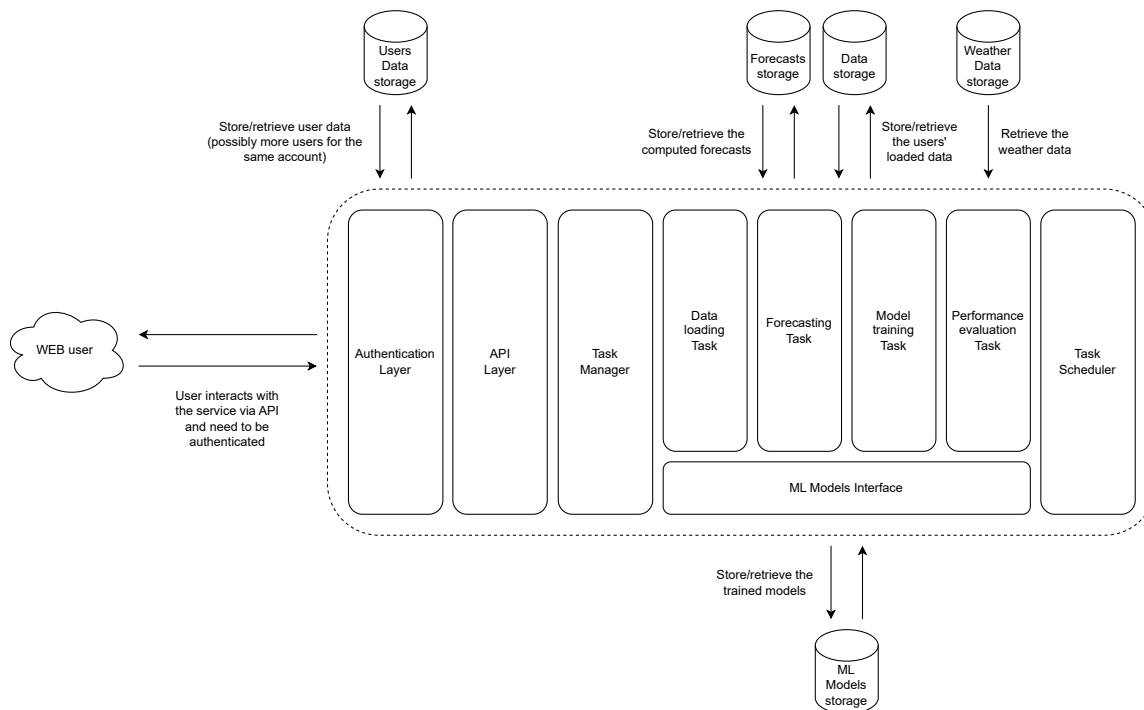 Users
Data
storage
Forecasts
storage
Data
storage
Weather
Data
storage
Store/retrieve user data
(possibly more users for the
same account)
Store/retrieve the
computed forecasts
Store/retrieve
the users'
loaded data
Retrieve the
weather data
WEB user
User interacts with
the service via API
and need to be
authenticated
Authentication
Layer
API
Layer
Task
Manager
Data
loading
Task
Forecasting
Task
Model
training
Task
Performance
evaluation
Task
Task
Scheduler
ML Models Interface
Store/retrieve the
trained models
ML
Models
storage